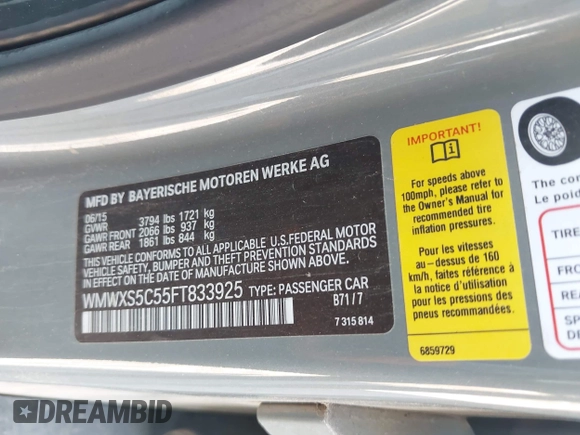 MFD BY BAYERISCHE MOTOREN WERKE AG
06/15
GVWR 3794 lbs 1721 kg
GAWR FRONT 2066 lbs 937 kg
GAWR REAR 1861 lbs 844 kg
THIS VEHICLE CONFORMS TO ALL APPLICABLE U.S.FEDERAL MOTOR
VEHICLE SAFETY, BUMPER AND THEFT PREVENTION STANDARDS
IN EFFECT ON THE DATE OF MANUFACTURE SHOWN ABOVE.
WMWXS5C55FT833925 TYPE: PASSENGER CAR
B71 / 7
7 315 814
IMPORTANT!
For speeds above
100mph, please refer to
the Owner's Manual for
recommended tire
inflation pressures.
Pour les vitesses
au-dessus de 160
km/h, faites référence à
la notice d'utilisation
pour les pressions des
pneus recommandées.
6859729
The con
Le poid
TIRE
FRO
REA
SP
DE
DREAMBID